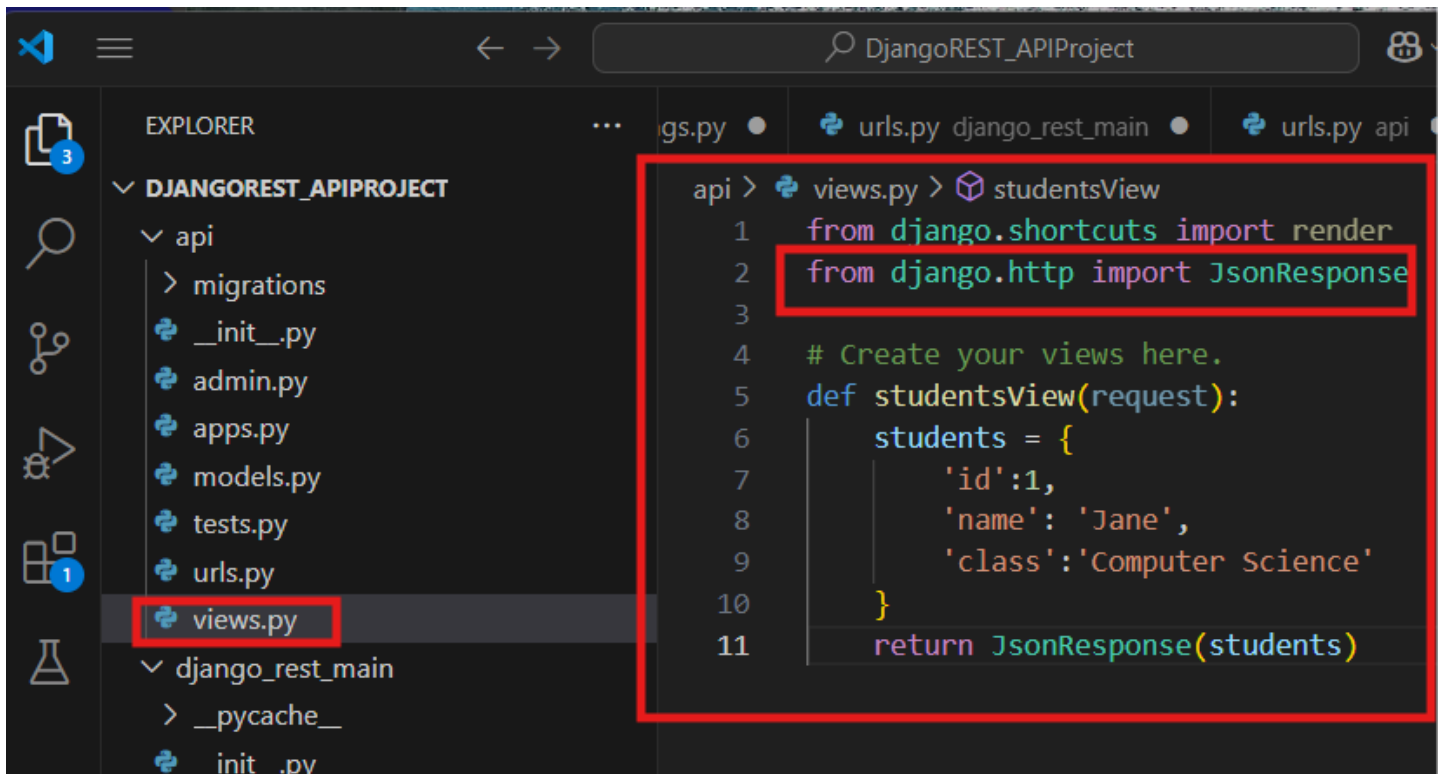 DjangoREST_APIProject
EXPLORER
gs.py
urls.py django_rest_main
urls.py api
3
DJANGOREST_APIPROJECT
api > views.py > studentsView
api
migrations
__init__.py
admin.py
apps.py
models.py
tests.py
urls.py
1
views.py
django_rest_main
__pycache__
__init__.py
1 from django.shortcuts import render
2 from django.http import JsonResponse
3
4 # Create your views here.
5 def studentsView(request):
6 students = {
7 'id':1,
8 'name': 'Jane',
9 'class':'Computer Science'
10 }
11 return JsonResponse(students)